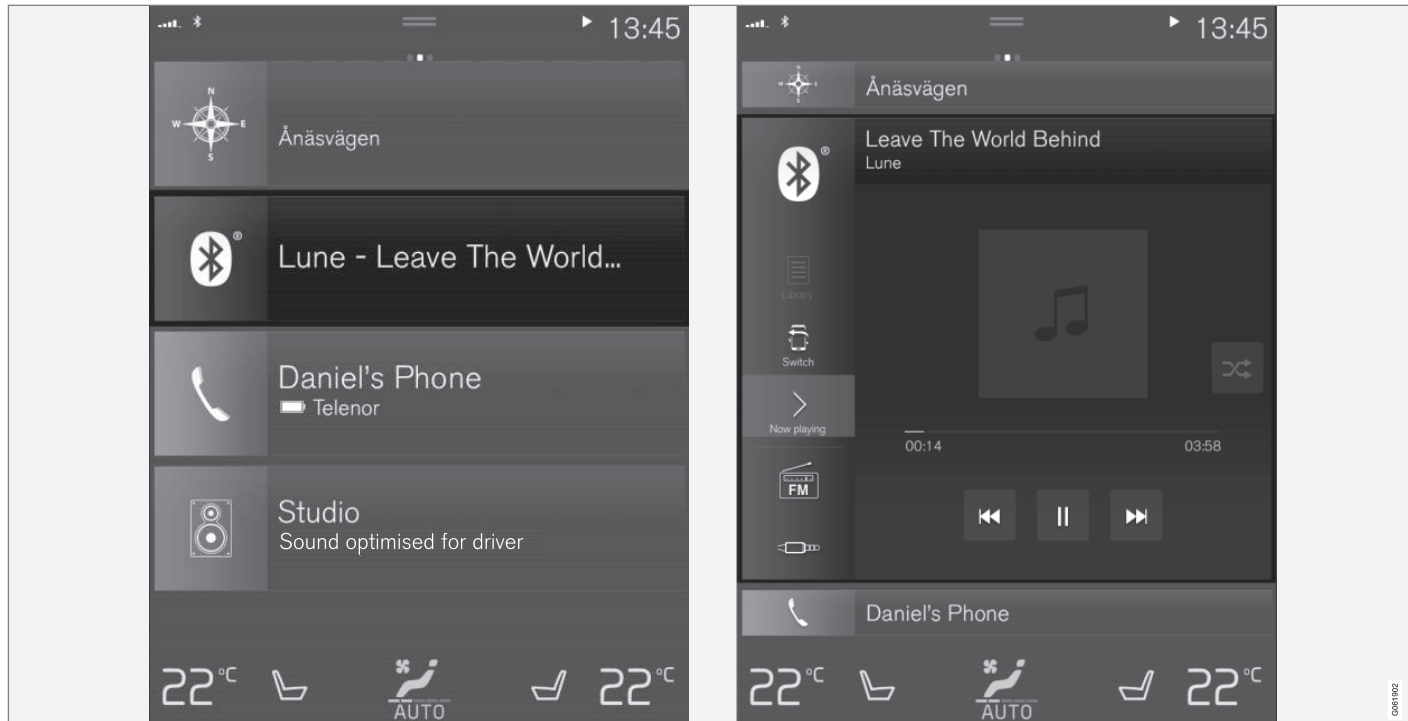 13:45
N
W E
S
Ånäsvägen
®
Lune - Leave The World...
Daniel's Phone
Telenor
Studio
Sound optimised for driver
22°C
AUTO
22°C
13:45
W E
Ånäsvägen
®
Leave The World Behind
Lune
Library
Switch
Now playing
00:14
03:58
FM
Daniel's Phone
22°C
AUTO
22°C
G061902